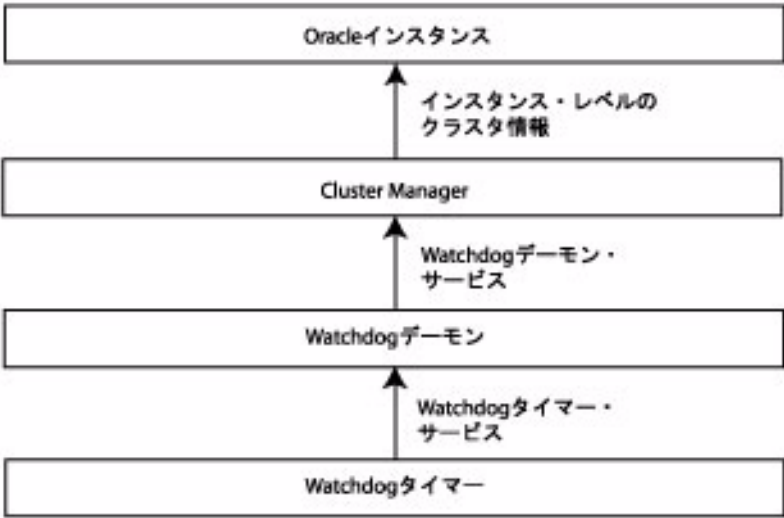 Oracleインスタンス
インスタンス・レベルの
クラスタ情報
Cluster Manager
Watchdogデーモン・
サービス
Watchdogデーモン
Watchdogタイマー・
サービス
Watchdogタイマー